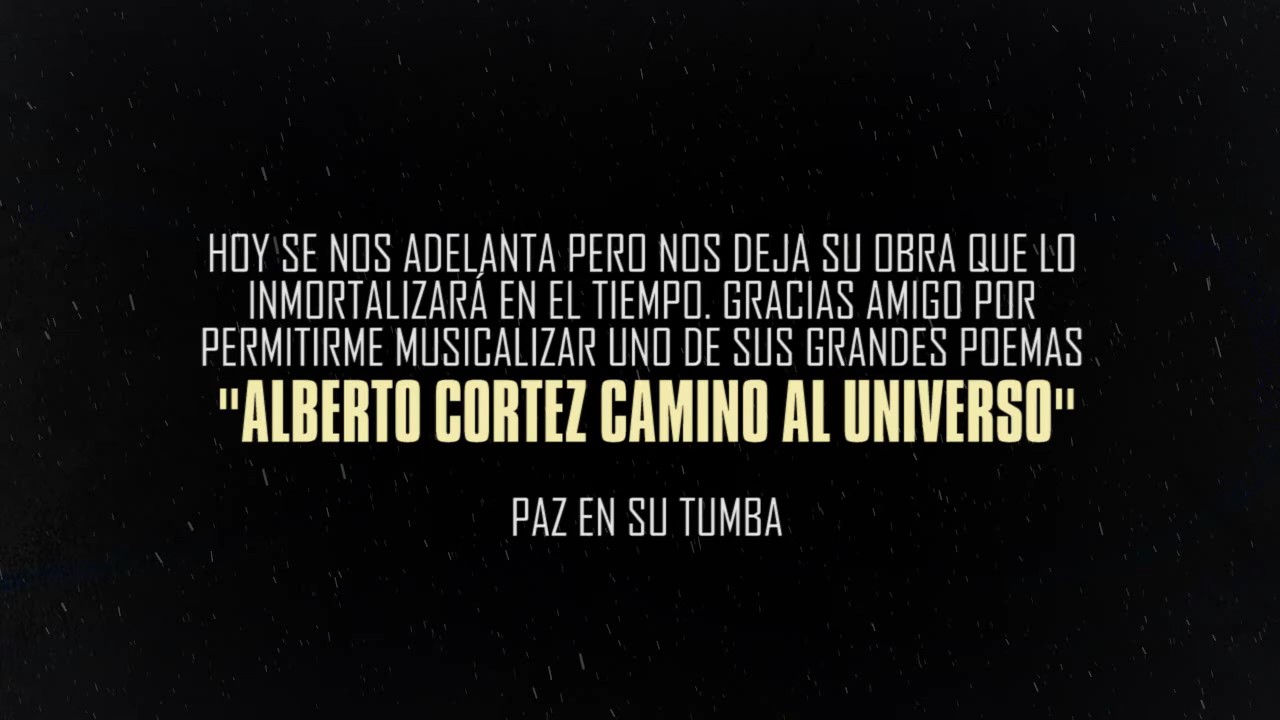 HOY SE NOS ADELANTA PERO NOS DEJA SU OBRA QUE LO
INMORTALIZARÁ EN EL TIEMPO. GRACIAS AMIGO POR
PERMITIRME MUSICALIZAR UNO DE SUS GRANDES POEMAS
"ALBERTO CORTEZ CAMINO AL UNIVERSO"
PAZ EN SU TUMBA